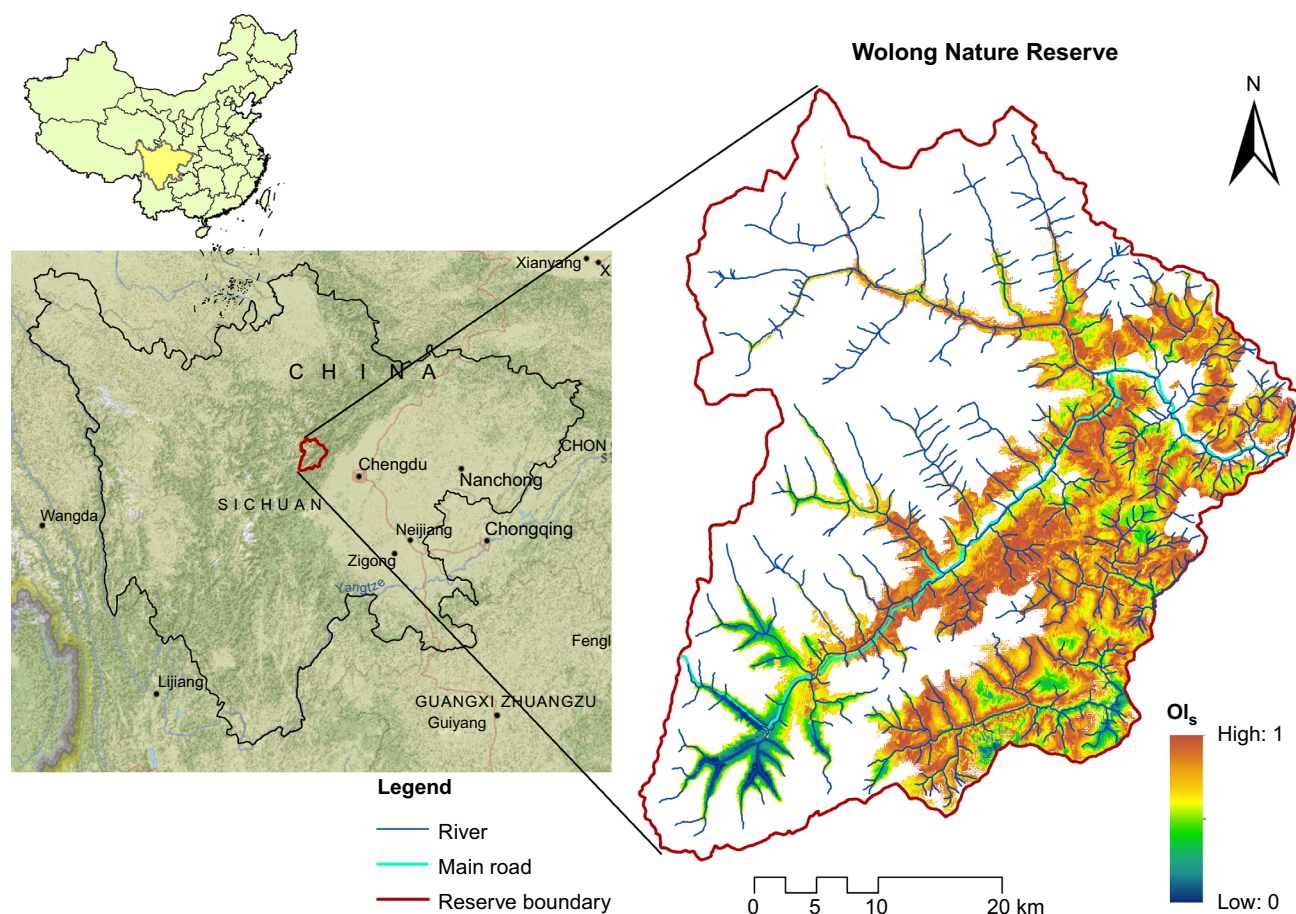 Wolong Nature Reserve
N
Xianyang
X
CHINA
CHON
S
Chengdu
Nanchong
SICHUAN
Wangda
Neijiang
Chongqing
Zigong
Yangtze
Fengl
Lijiang
GUANGXI ZHUANGZU
Guiyang
OIs
High: 1
Low: 0
Legend
River
Main road
Reserve boundary
0 5 10 20 km